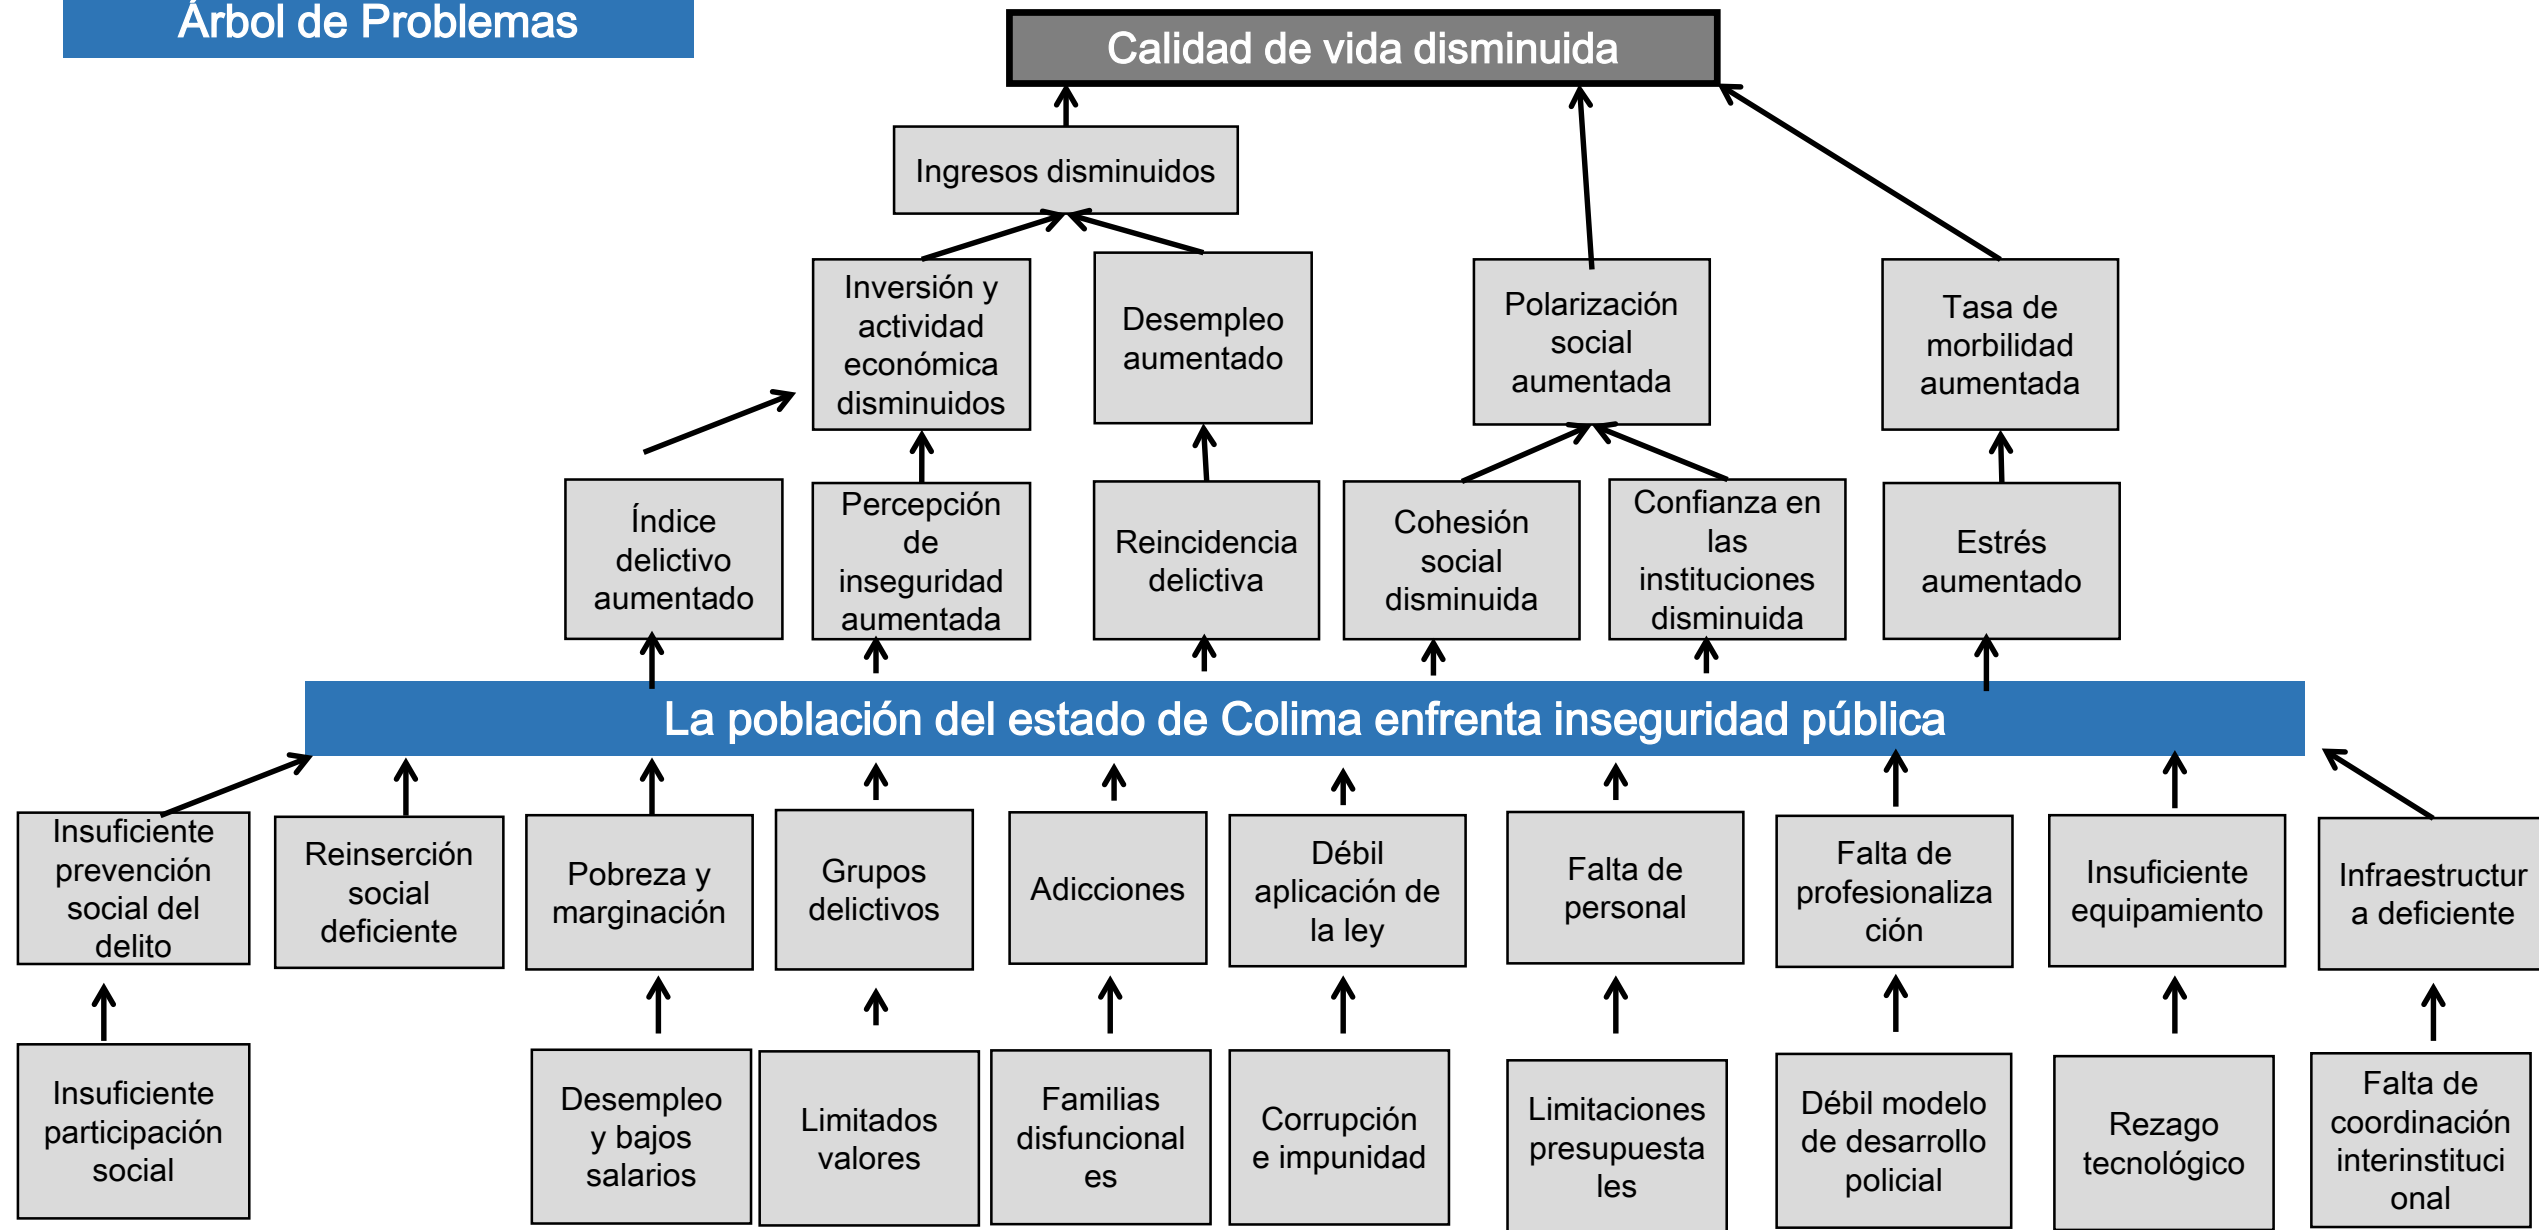 Árbol de Problemas
Calidad de vida disminuida
Ingresos disminuidos
Inversión y
actividad
económica
disminuidos
Desempleo
aumentado
Polarización
social
aumentada
Tasa de
morbilidad
aumentada
Índice
delictivo
aumentado
Percepción
de
inseguridad
aumentada
Reincidencia
delictiva
Cohesión
social
disminuida
Confianza en
las
instituciones
disminuida
Estrés
aumentado
La población del estado de Colima enfrenta inseguridad pública
Insuficiente
prevención
social del
delito
Reinserción
social
deficiente
Pobreza y
marginación
Grupos
delictivos
Adicciones
Débil
aplicación de
la ley
Falta de
personal
Falta de
profesionaliza
ción
Insuficiente
equipamiento
Infraestructur
a deficiente
Insuficiente
participación
social
Desempleo
y bajos
salarios
Limitados
valores
Familias
disfuncional
es
Corrupción
e impunidad
Limitaciones
presupuesta
les
Débil modelo
de desarrollo
policial
Rezago
tecnológico
Falta de
coordinación
interinstituci
onal